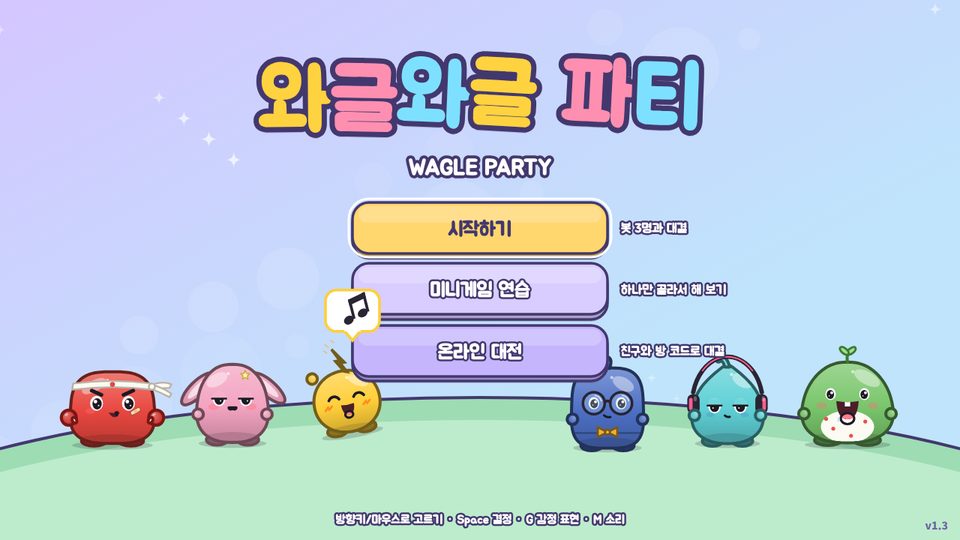 와글와글 파티
WAGLE PARTY
시작하기
봇 3명과 대결
미니게임 연습
하나만 골라서 해 보기
온라인 대전
친구와 방 코드로 대결
방향키/마우스로 고르기 · Space 결정 · G 감정 표현 · M 소리
v1.3